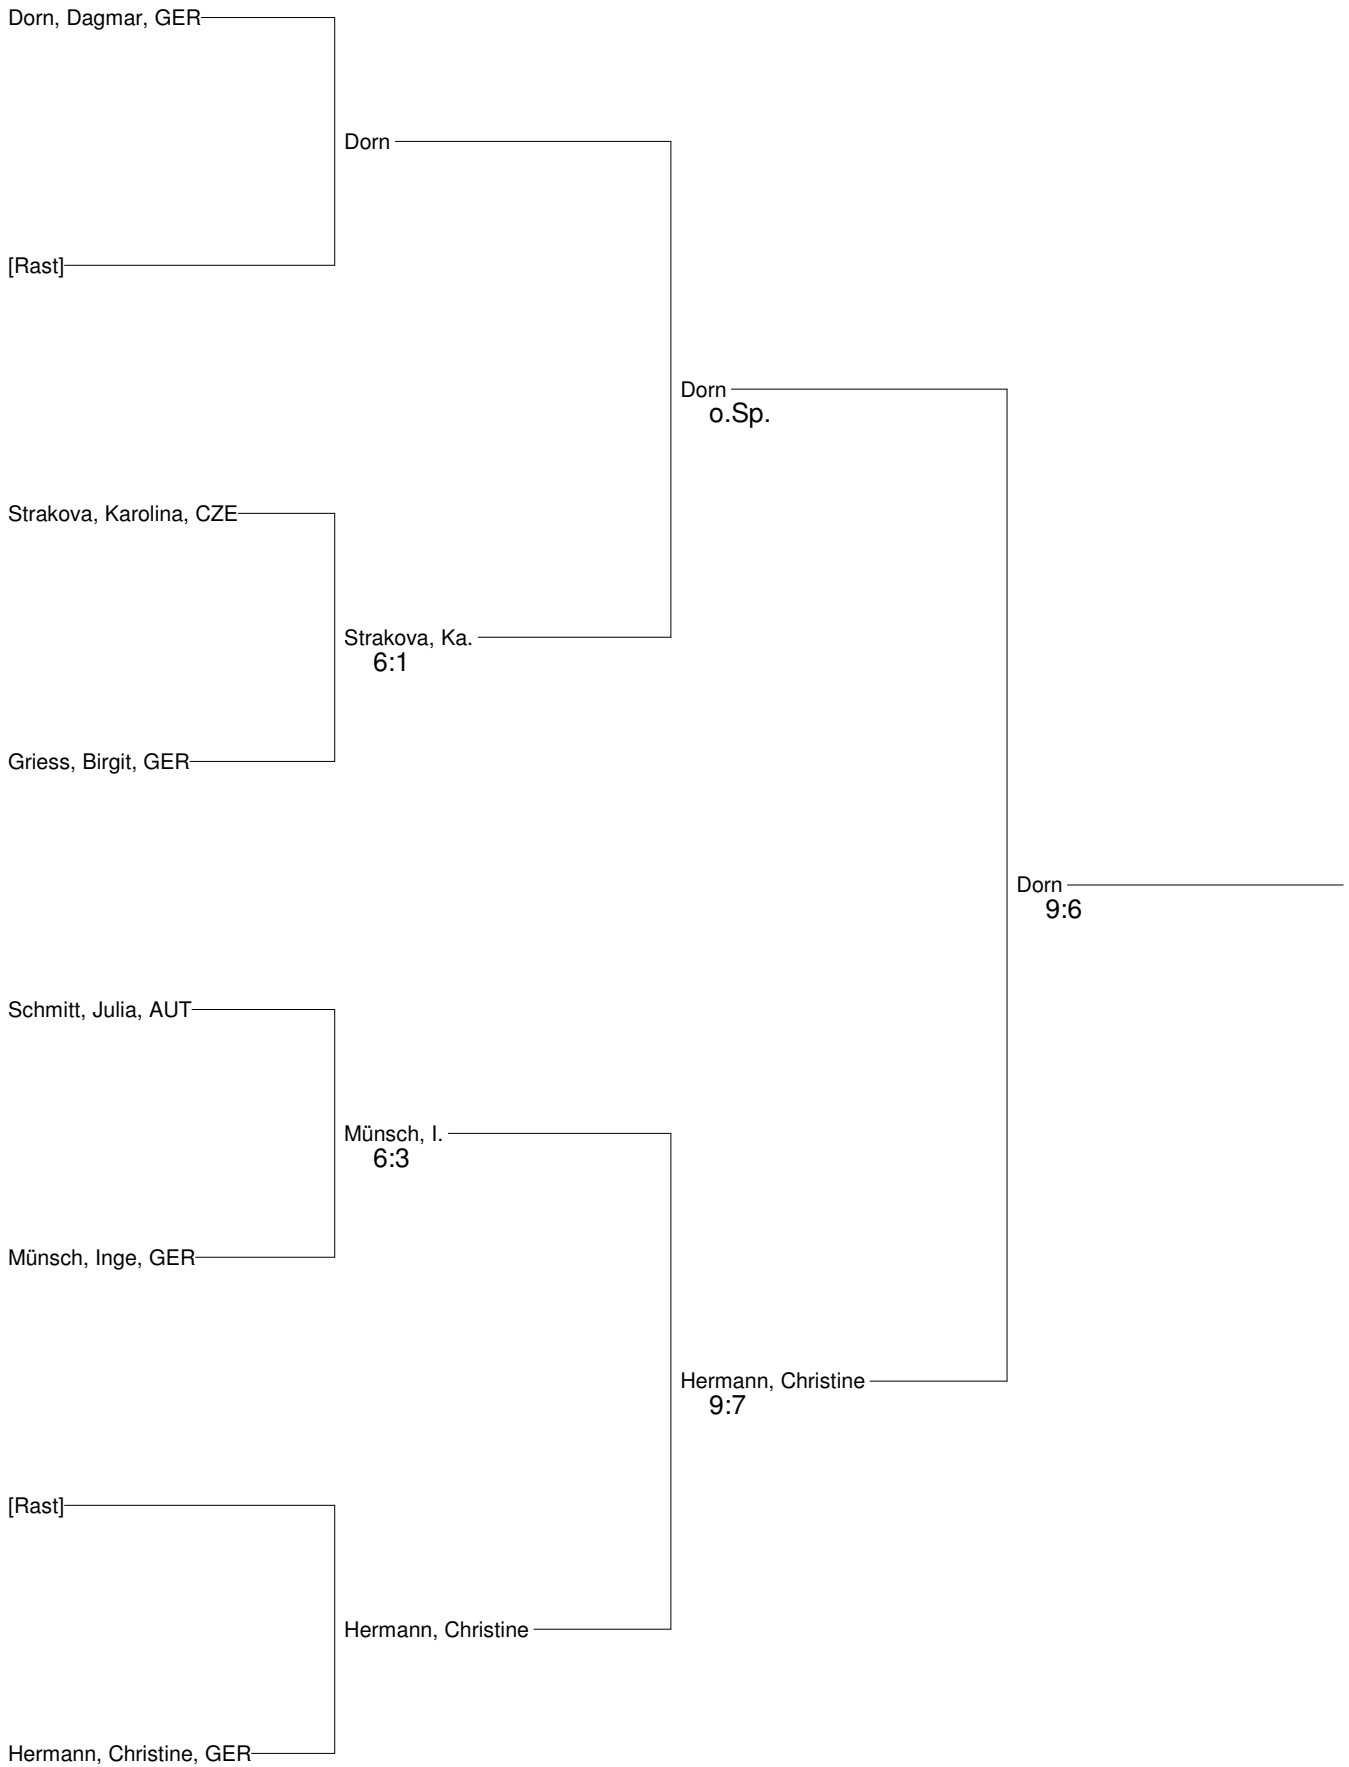 Dorn, Dagmar, GER
Dorn
[Rast]
Dorn
o.Sp.
Strakova, Karolina, CZE
Strakova, Ka.
6:1
Griess, Birgit, GER
Dorn
9:6
Schmitt, Julia, AUT
Münsch, I.
6:3
Münsch, Inge, GER
Hermann, Christine
9:7
[Rast]
Hermann, Christine
Hermann, Christine, GER